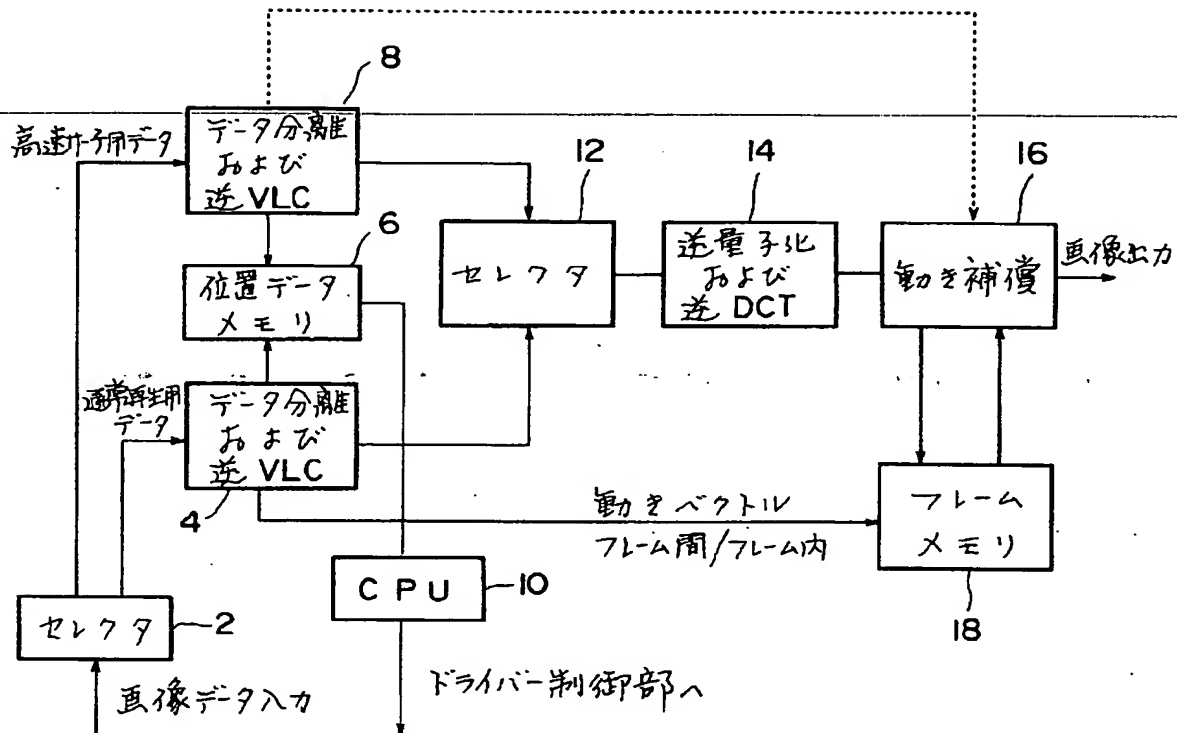 8
高速サーチ用データ
データ分離
および
逆VLC
12
14
16
6
セレクタ
逆量子化
および
逆DCT
動き補償
画像出力
位置データ
メモリ
通常再生用
データ
データ分離
および
逆VLC
4
動きベクトル
フレーム間/フレーム内
フレーム
メモリ
18
CPU
10
セレクタ
2
画像データ入力
ドライバー制御部へ